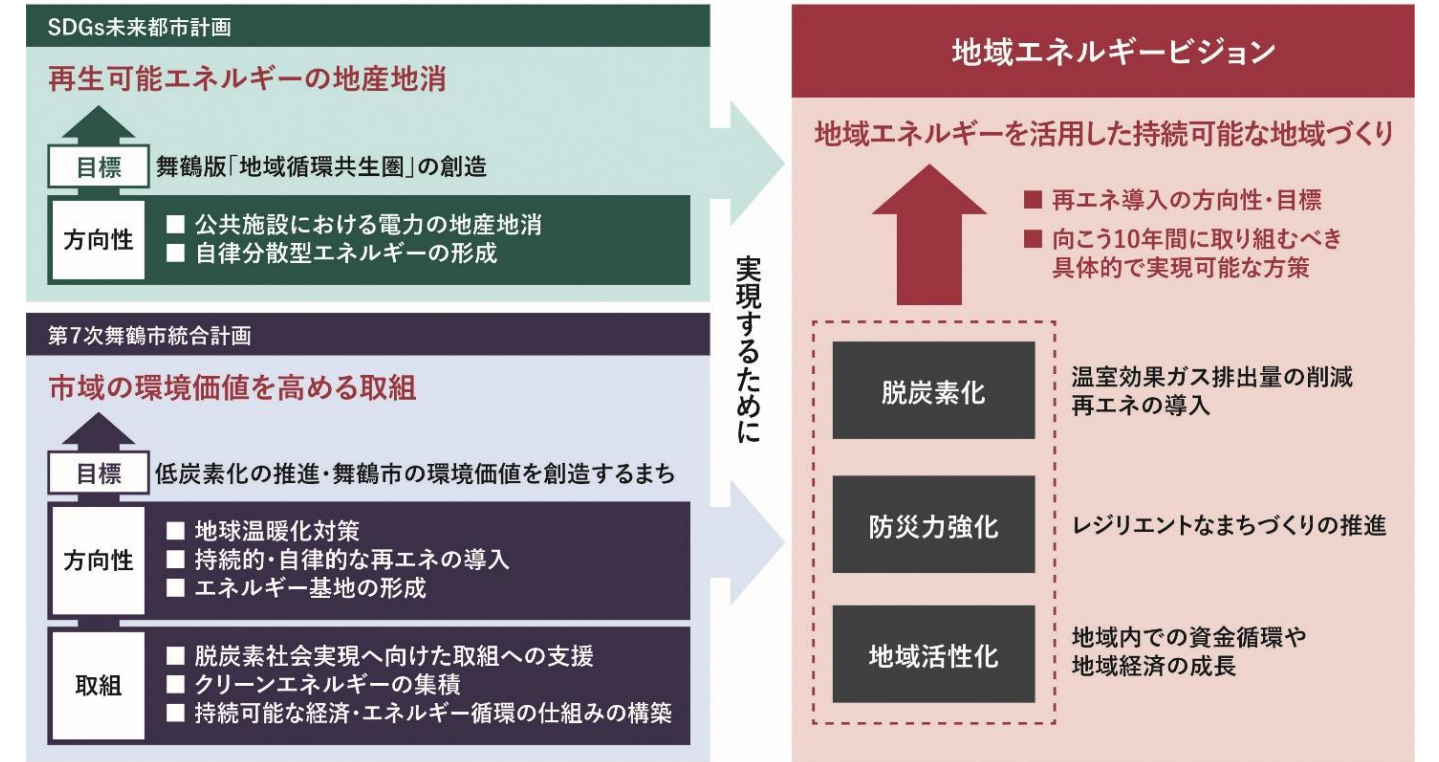 SDGs未来都市計画
再生可能エネルギーの地産地消
目標
舞鶴版「地域循環共生圏」の創造
方向性
■ 公共施設における電力の地産地消
■ 自律分散型エネルギーの形成
第7次舞鶴市統合計画
市域の環境価値を高める取組
目標
低炭素化の推進・舞鶴市の環境価値を創造するまち
方向性
■ 地球温暖化対策
■ 持続的・自律的な再エネの導入
■ エネルギー基地の形成
取組
■ 脱炭素社会実現へ向けた取組への支援
■ クリーンエネルギーの集積
■ 持続可能な経済・エネルギー循環の仕組みの構築
実現するために
地域エネルギービジョン
地域エネルギーを活用した持続可能な地域づくり
■ 再エネ導入の方向性・目標
■ 向こう10年間に取り組むべき
具体的で実現可能な方策
脱炭素化
温室効果ガス排出量の削減
再エネの導入
防災力強化
レジリエントなまちづくりの推進
地域活性化
地域内での資金循環や
地域経済の成長